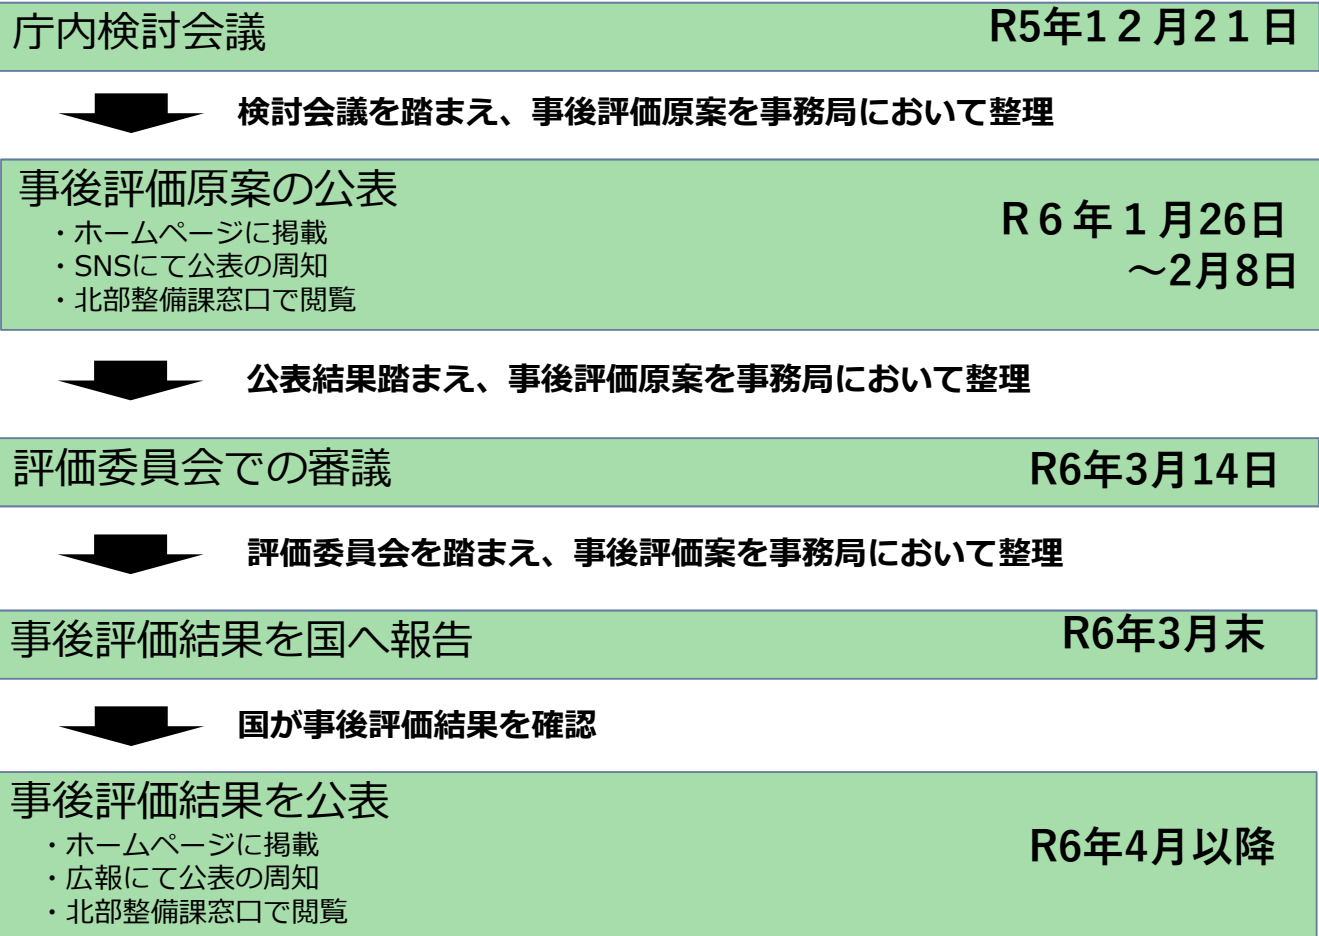 庁内検討会議
R5年1２月2１日
検討会議を踏まえ、事後評価原案を事務局において整理
事後評価原案の公表
・ホームページに掲載
・SNSにて公表の周知
・北部整備課窓口で閲覧
R６年１月26日
～2月8日
公表結果踏まえ、事後評価原案を事務局において整理
評価委員会での審議
R6年3月14日
評価委員会を踏まえ、事後評価案を事務局において整理
事後評価結果を国へ報告
R6年3月末
国が事後評価結果を確認
事後評価結果を公表
・ホームページに掲載
・広報にて公表の周知
・北部整備課窓口で閲覧
R6年4月以降